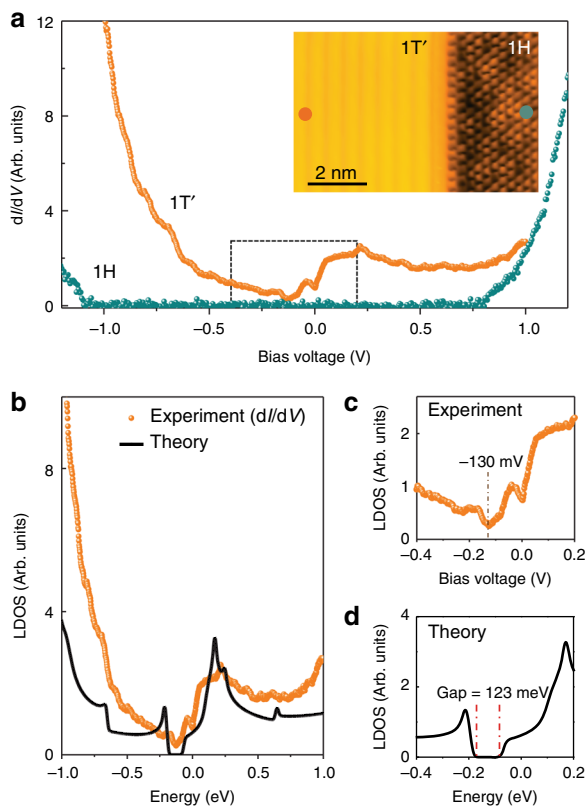 a
12
8
4
0
dI/dV (Arb. units)
1T′
1H
1T′
1H
2 nm
−1.0
−0.5
0.0
0.5
1.0
Bias voltage (V)
b
Experiment (dI/dV)
Theory
8
4
0
LDOS (Arb. units)
−1.0
−0.5
0.0
0.5
1.0
Energy (eV)
c
Experiment
−130 mV
2
1
0
LDOS (Arb. units)
−0.4
−0.2
0.0
0.2
Bias voltage (V)
d
Theory
Gap = 123 meV
4
2
0
LDOS (Arb. units)
−0.4
−0.2
0.0
0.2
Energy (eV)